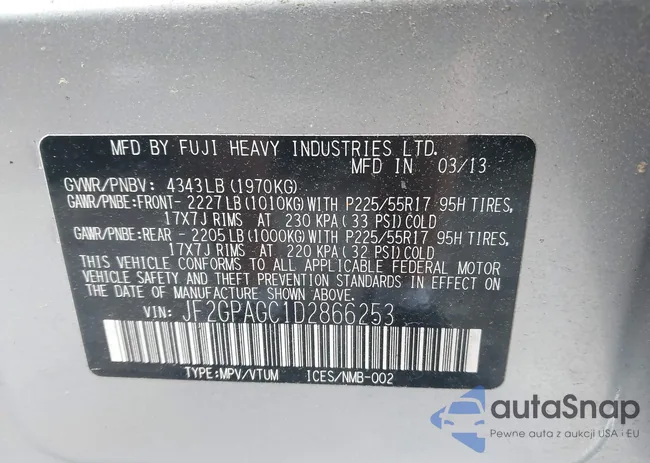 MFD BY FUJI HEAVY INDUSTRIES LTD.
MFD IN 03/13
GVWR/PNBV: 4343LB(1970KG)
GAWR/PNBE:FRONT- 2227LB(1010KG)WITH P225/55R17 95H TIRES,
17X7J RIMS AT 230 KPA(33 PSI)COLD
GAWR/PNBE:REAR - 2205LB(1000KG)WITH P225/55R17 95H TIRES,
17X7J RIMS AT 220 KPA(32 PSI)COLD
THIS VEHICLE CONFORMS TO ALL APPLICABLE FEDERAL MOTOR
VEHICLE SAFETY AND THEFT PREVENTION STANDARDS IN EFFECT ON
THE DATE OF MANUFACTURE SHOWN ABOVE.
VIN: JF2GPAGC1D2866253
TYPE:MPV/VTUM ICES/NMB-002
autaSnap
Pewne auta z aukcji USA i EU